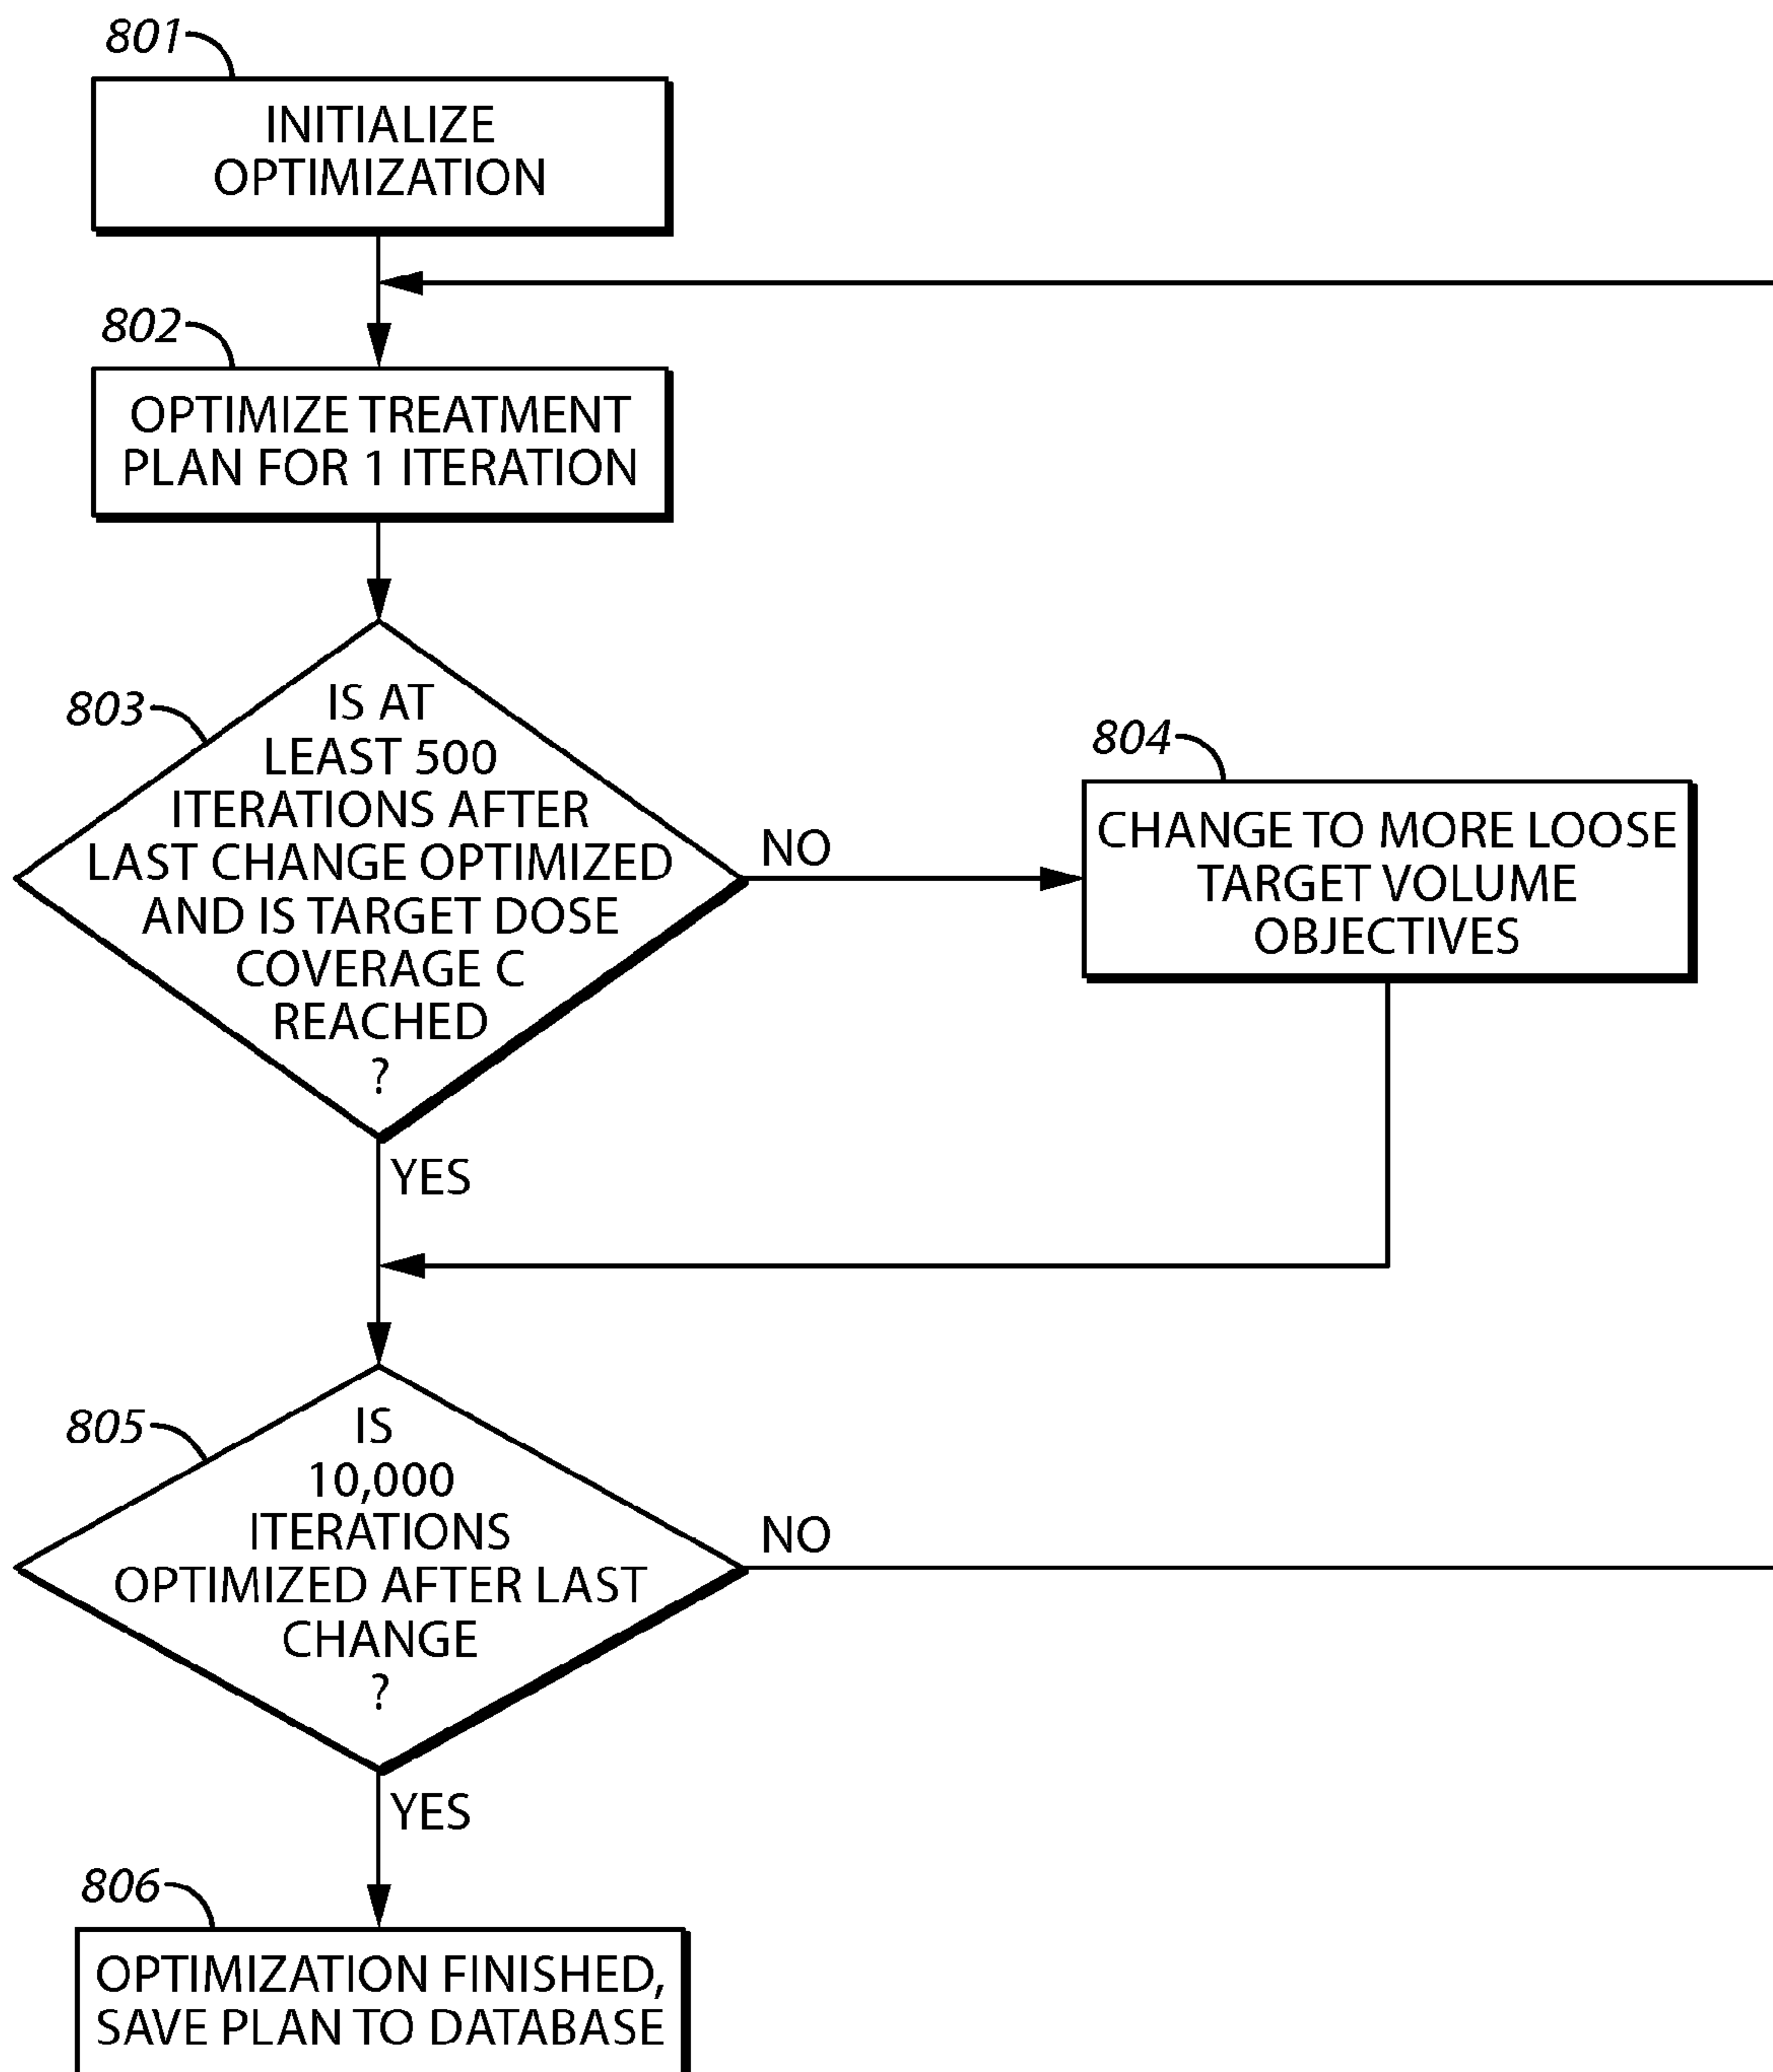 801
INITIALIZE
OPTIMIZATION
802
OPTIMIZE TREATMENT
PLAN FOR 1 ITERATION
803
IS AT
LEAST 500
ITERATIONS AFTER
LAST CHANGE OPTIMIZED
AND IS TARGET DOSE
COVERAGE C
REACHED
?
NO
804
CHANGE TO MORE LOOSE
TARGET VOLUME
OBJECTIVES
YES
805
IS
10,000
ITERATIONS
OPTIMIZED AFTER LAST
CHANGE
?
NO
YES
806
OPTIMIZATION FINISHED,
SAVE PLAN TO DATABASE